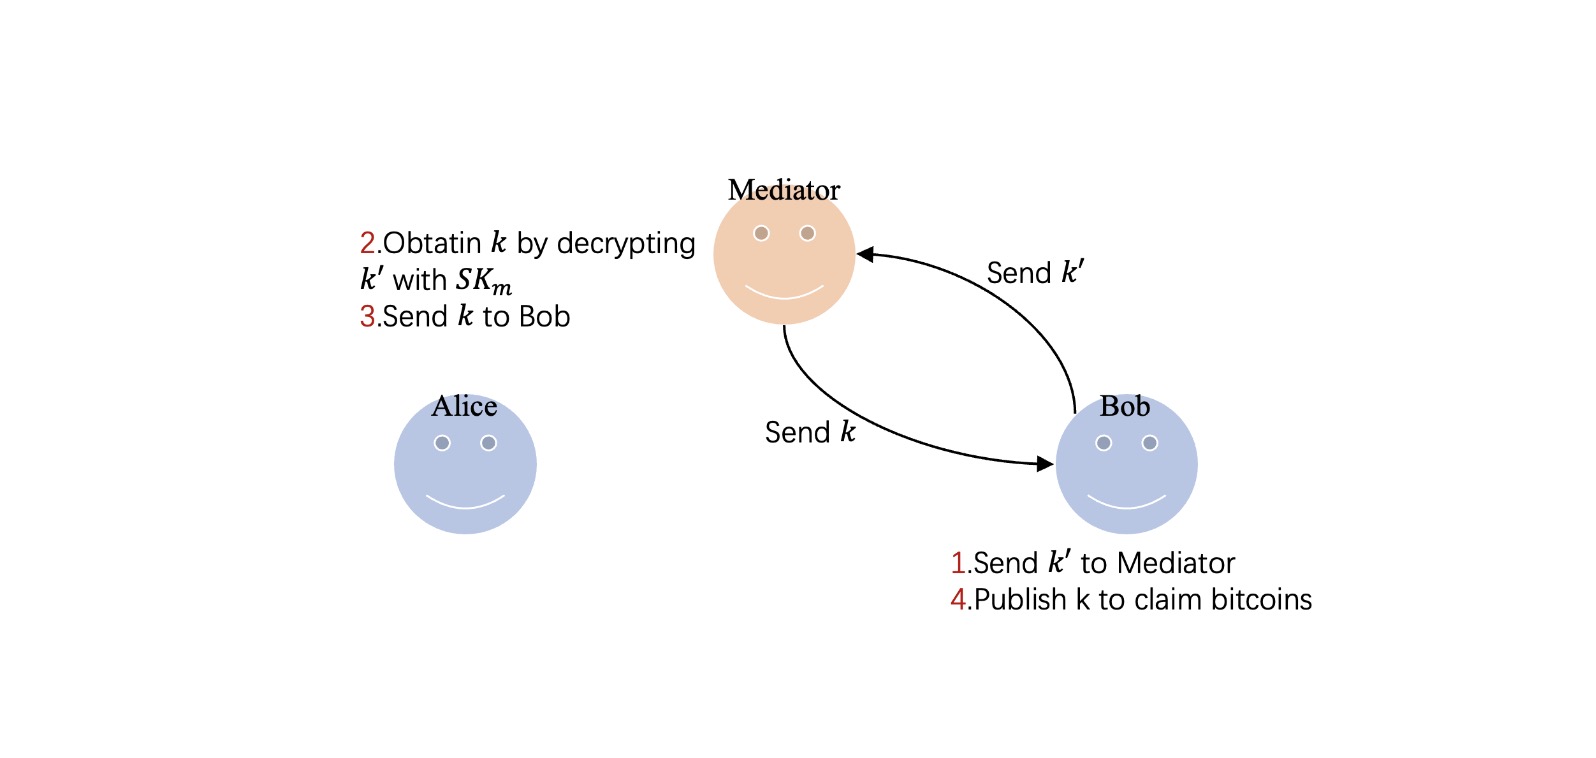 Mediator
2.Obtatin k by decrypting
k′ with SKₘ
3.Send k to Bob
Send k′
Alice
Send k
Bob
1.Send k′ to Mediator
4.Publish k to claim bitcoins